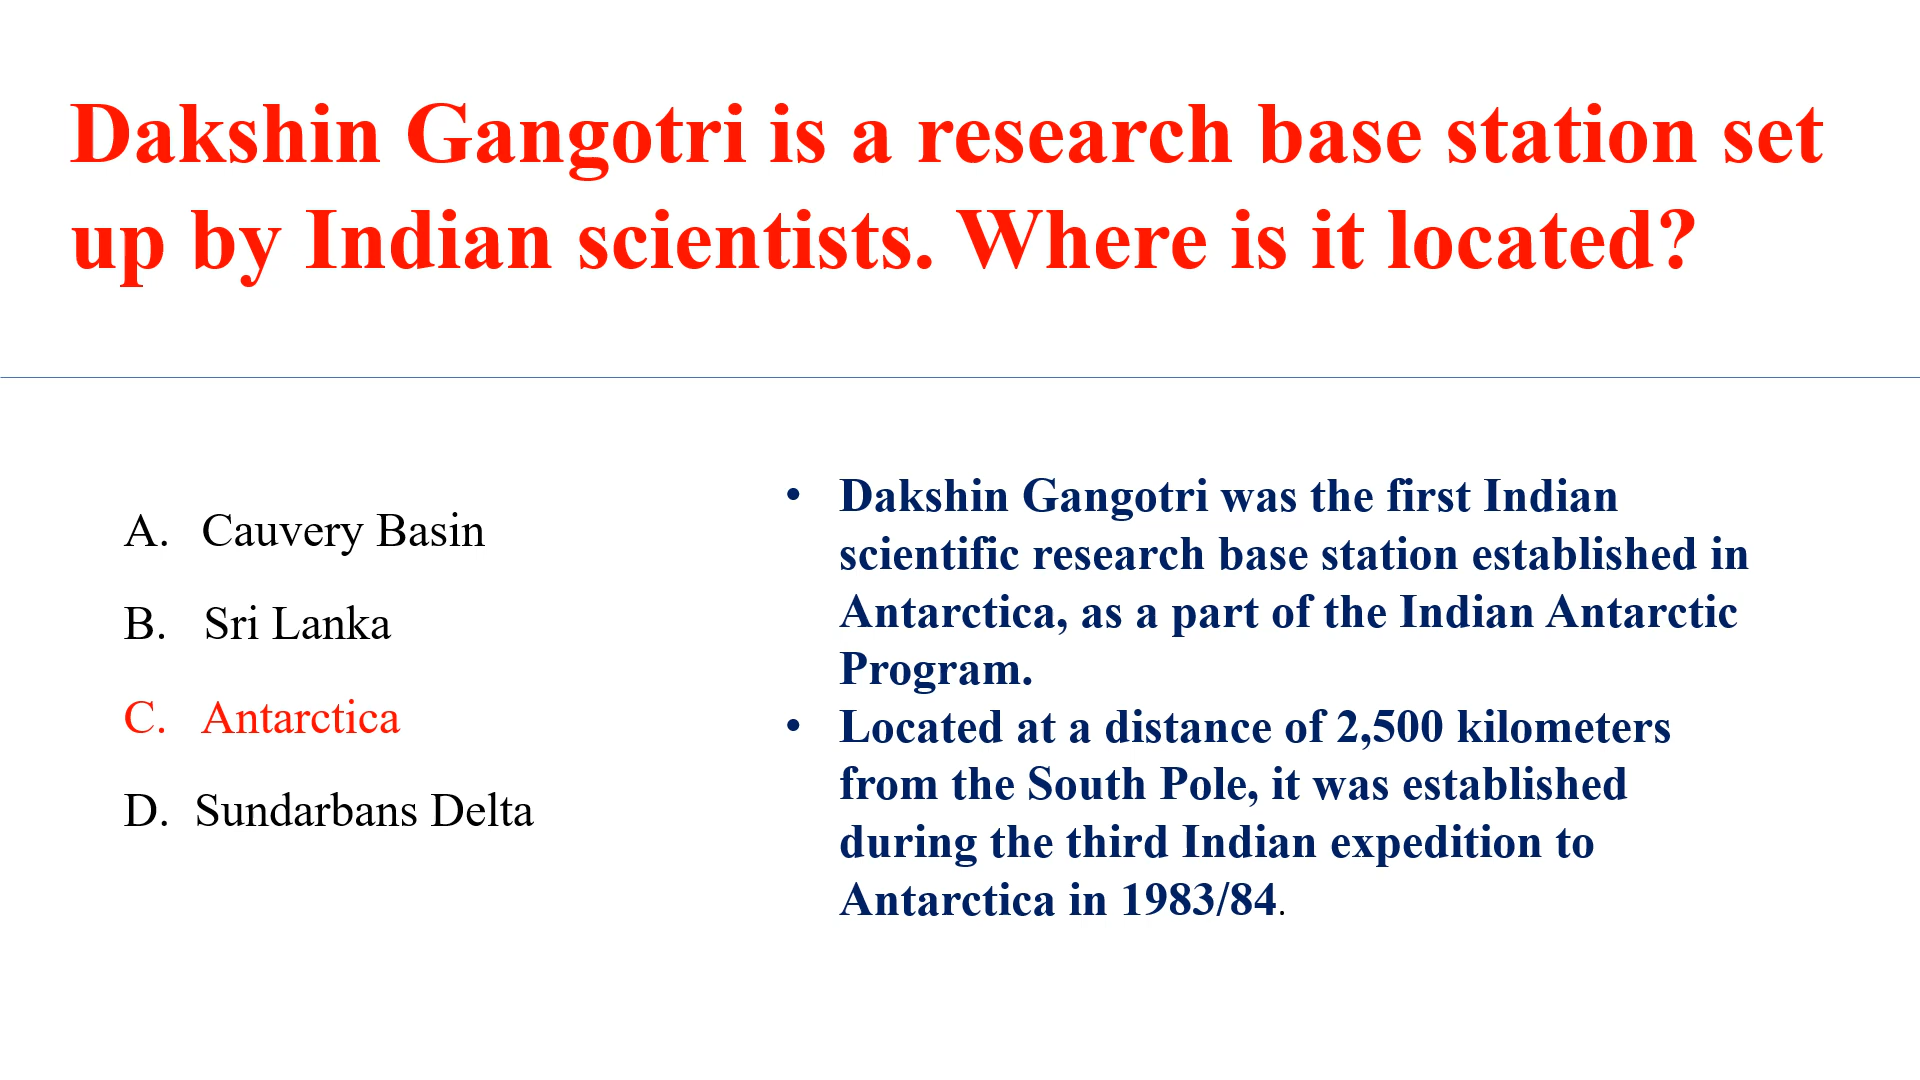 Dakshin Gangotri is a research base station set
up by Indian scientists. Where is it located?
A. Cauvery Basin
B. Sri Lanka
C. Antarctica
D. Sundarbans Delta
• Dakshin Gangotri was the first Indian
scientific research base station established in
Antarctica, as a part of the Indian Antarctic
Program.
• Located at a distance of 2,500 kilometers
from the South Pole, it was established
during the third Indian expedition to
Antarctica in 1983/84.